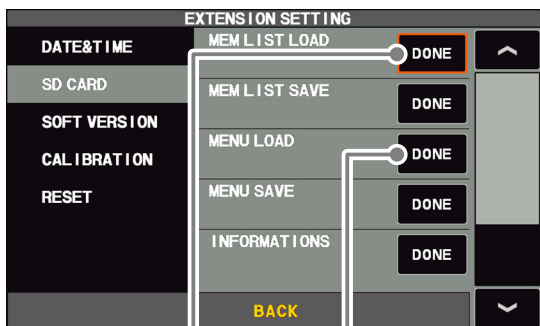 EXTENSION SETTING
DATE&TIME
SD CARD
SOFT VERSION
CALIBRATION
RESET
MEM LIST LOAD DONE
MEM LIST SAVE DONE
MENU LOAD DONE
MENU SAVE DONE
INFORMATIONS DONE
BACK